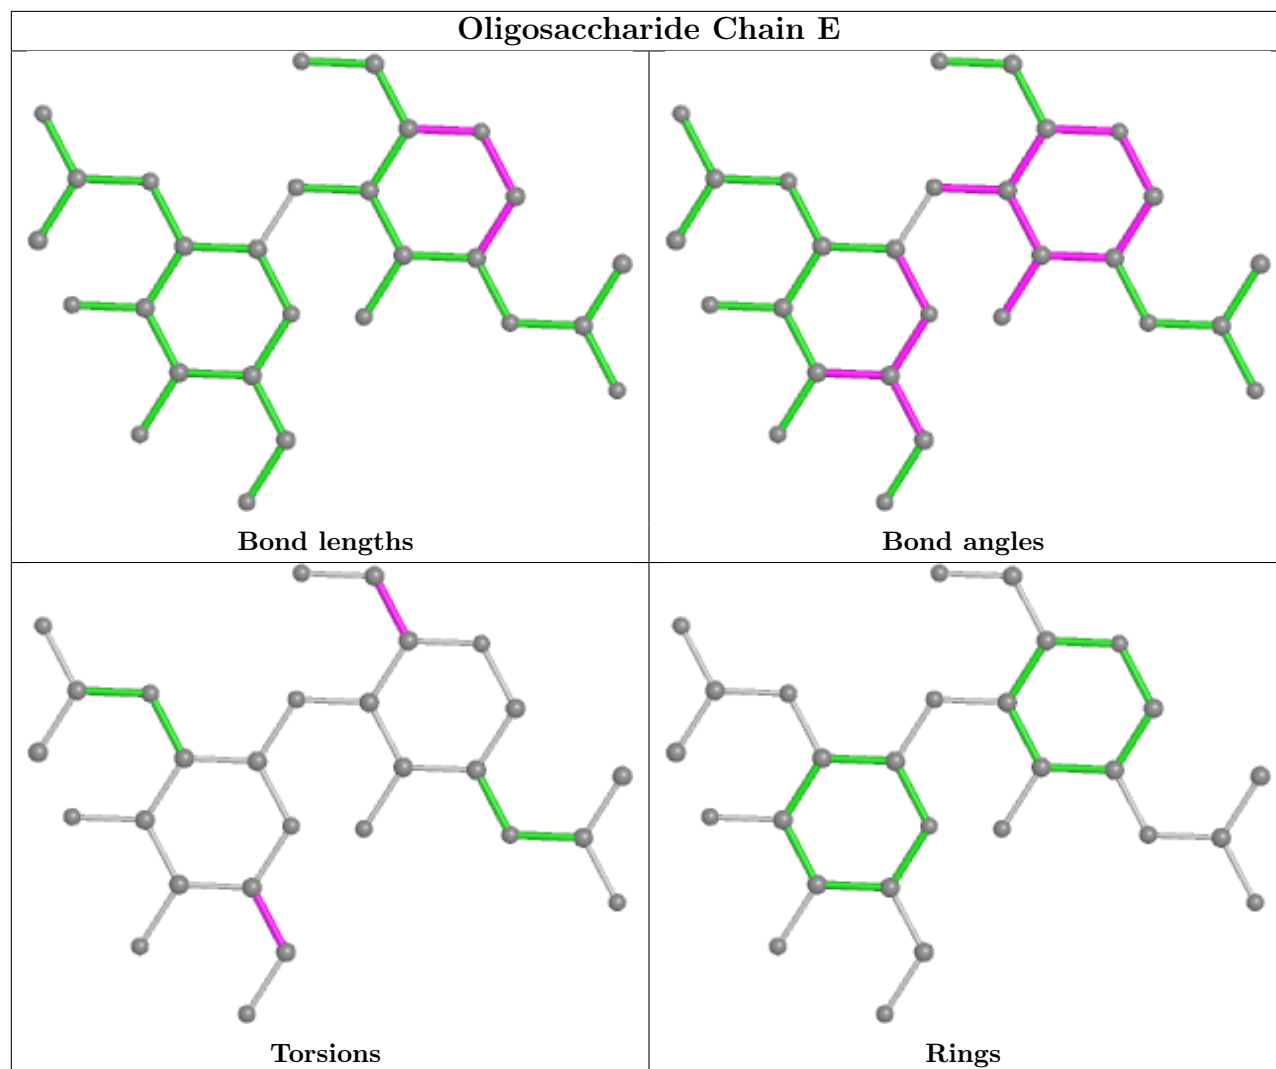 Oligosaccharide Chain E
Bond lengths
Bond angles
Torsions
Rings